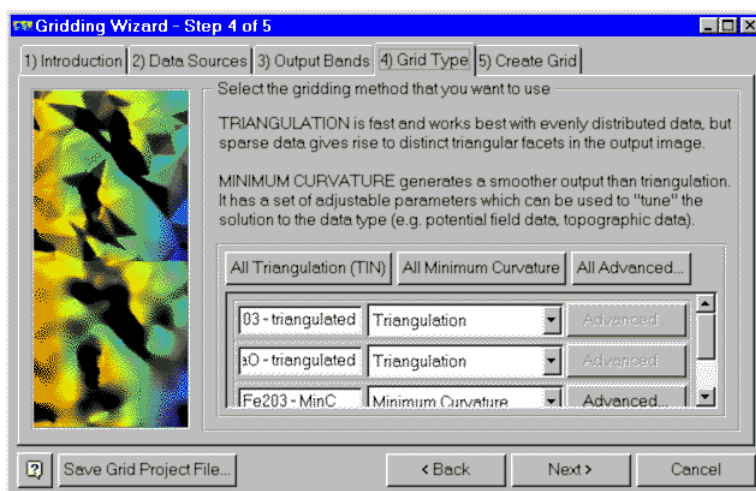 Gridding Wizard - Step 4 of 5
1) Introduction 2) Data Sources 3) Output Bands 4) Grid Type 5) Create Grid
Select the gridding method that you want to use
TRIANGULATION is fast and works best with evenly distributed data, but
sparse data gives rise to distinct triangular facets in the output image.
MINIMUM CURVATURE generates a smoother output than triangulation.
It has a set of adjustable parameters which can be used to "tune" the
solution to the data type (e.g. potential field data, topographic data).
All Triangulation (TIN) All Minimum Curvature All Advanced...
03 - triangulated Triangulation Advanced...
aO - triangulated Triangulation Advanced...
Fe203 - MinC Minimum Curvature Advanced...
? Save Grid Project File... < Back Next > Cancel